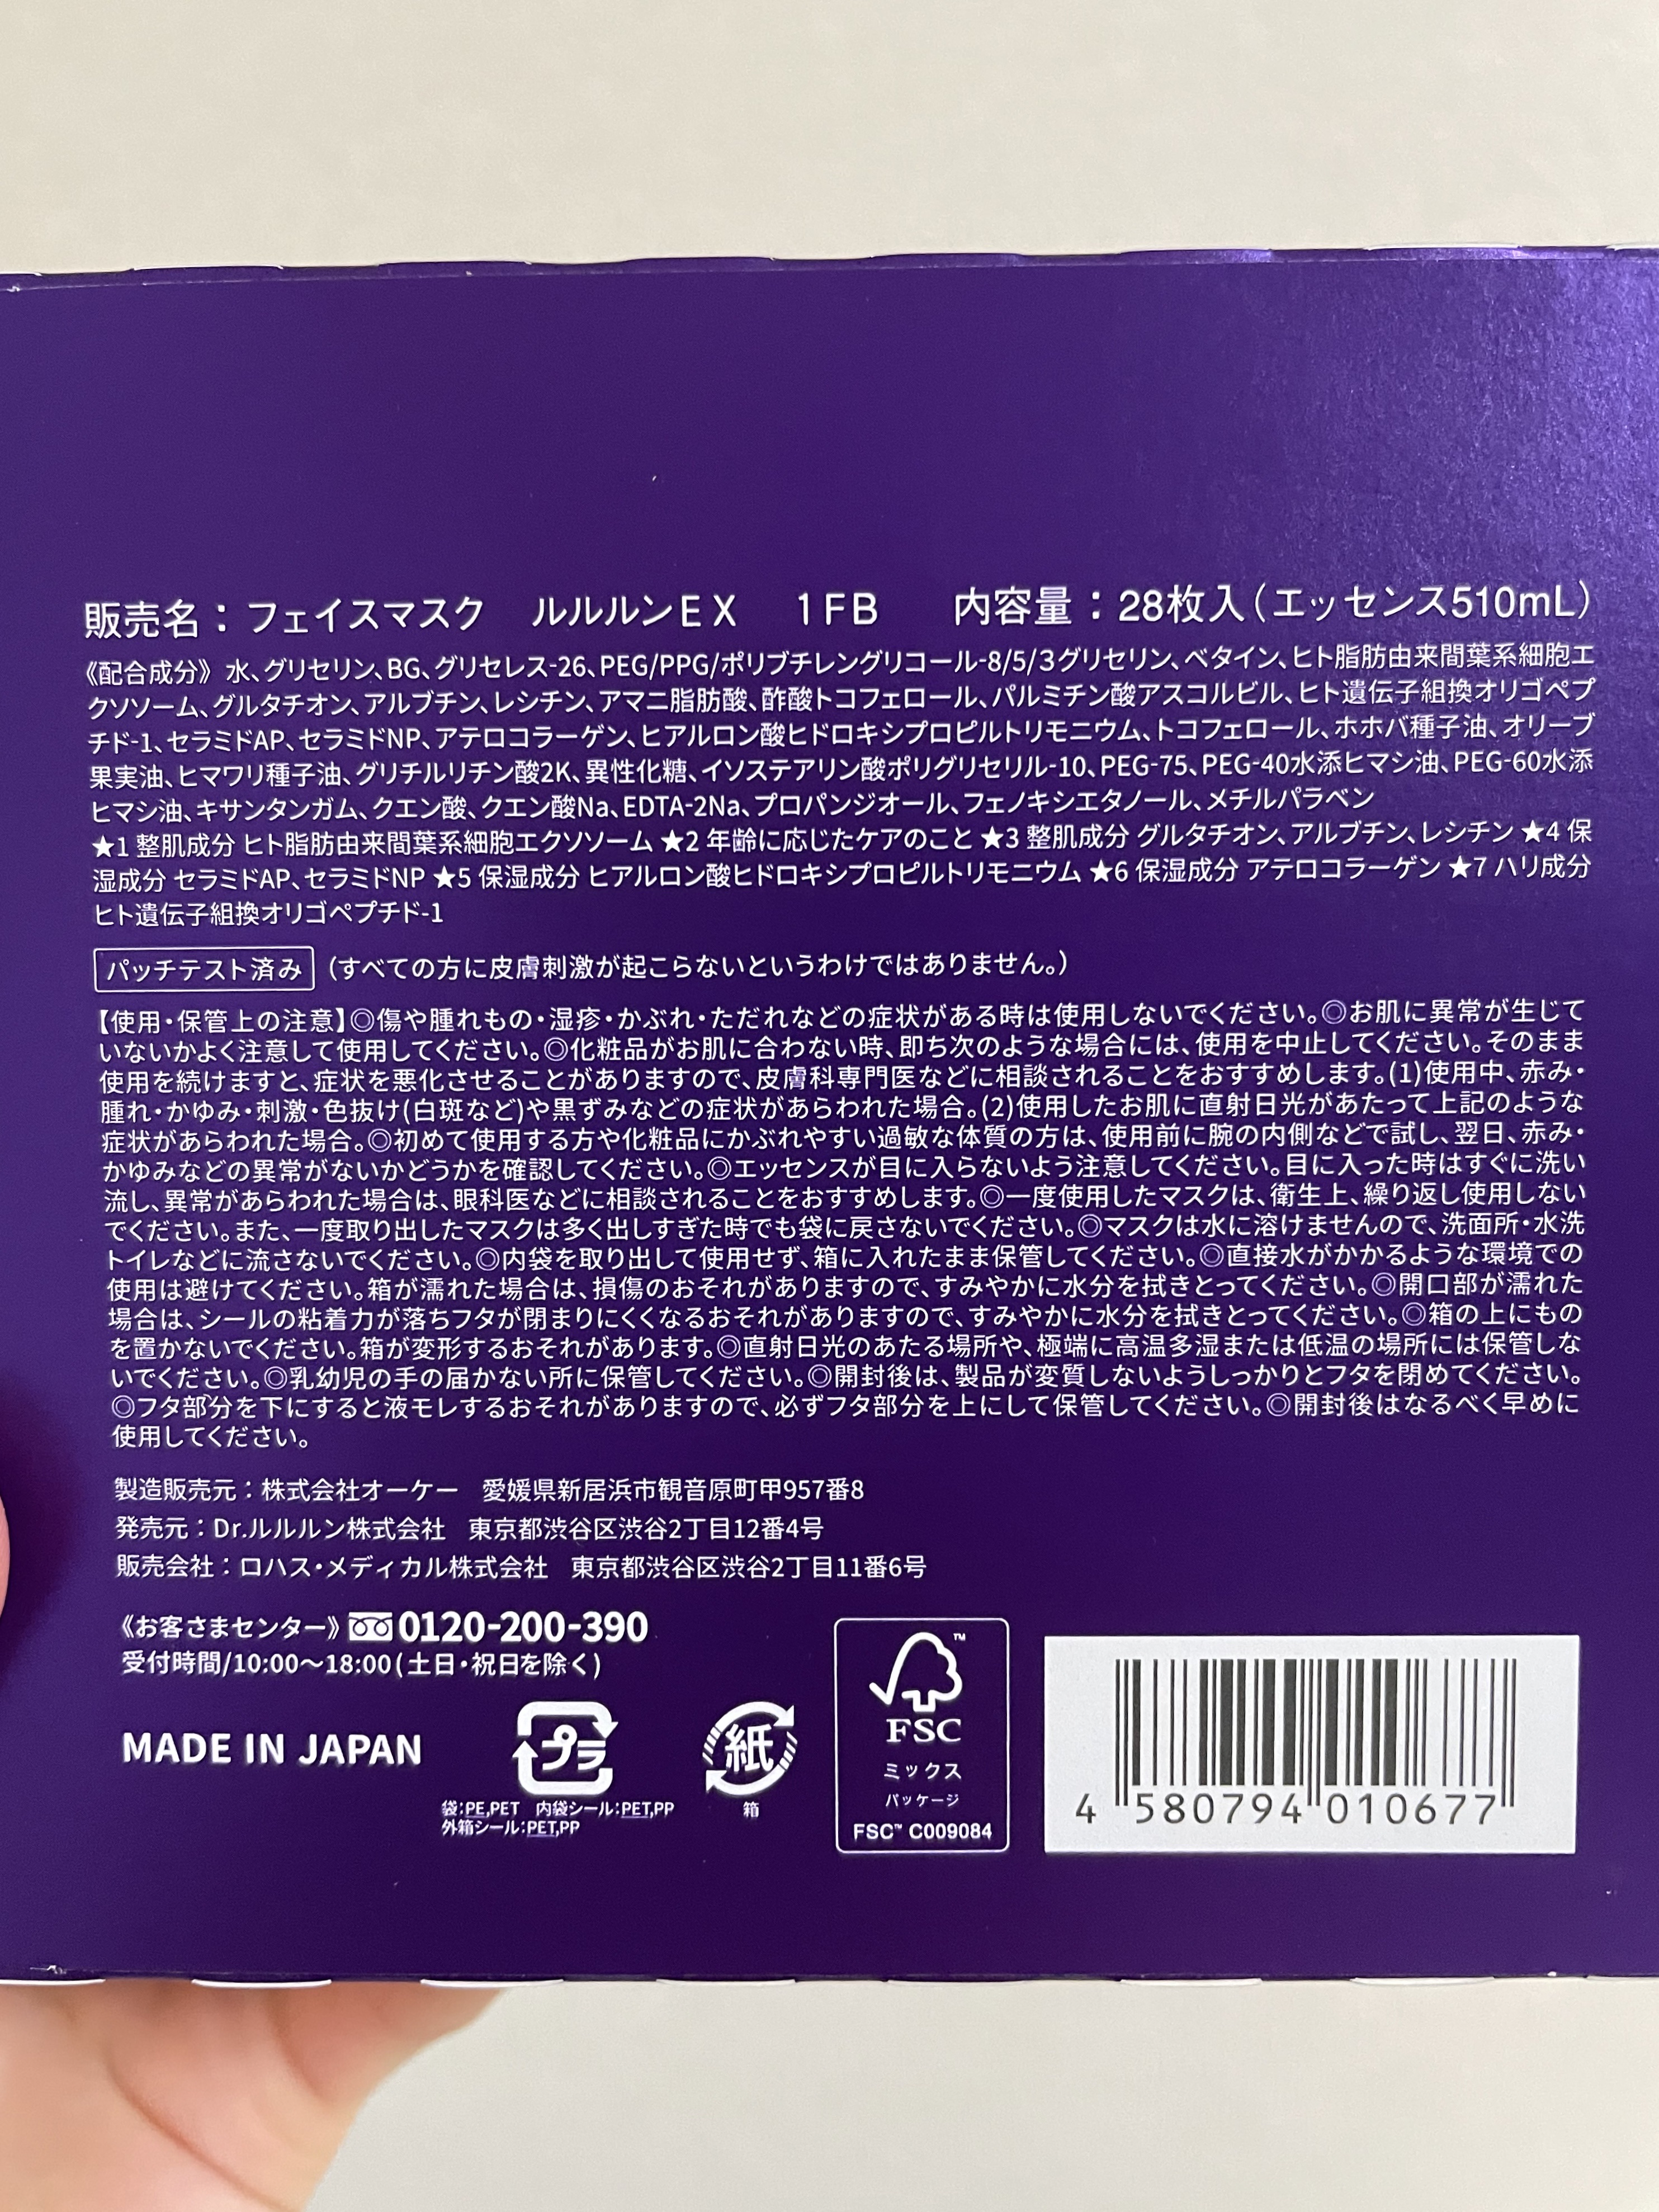 販売名：フェイスマスク　ルルルンＥＸ　１ＦＢ　内容量：28枚入（エッセンス510mL）
《配合成分》水、グリセリン、BG、グリセレス-26、PEG/PPG/ポリブチレングリコール-8/5/3グリセリン、ベタイン、ヒト脂肪由来間葉系細胞エ
クソソーム、グルタチオン、アルブチン、レシチン、アマニ脂肪酸、酢酸トコフェロール、パルミチン酸アスコルビル、ヒト遺伝子組換オリゴペプ
チド-1、セラミドAP、セラミドNP、アテロコラーゲン、ヒアルロン酸ヒドロキシプロピルトリモニウム、トコフェロール、ホホバ種子油、オリーブ
果実油、ヒマワリ種子油、グリチルリチン酸2K、異性化糖、イソステアリン酸ポリグリセリル-10、PEG-75、PEG-40水添ヒマシ油、PEG-60水添
ヒマシ油、キサンタンガム、クエン酸、クエン酸Na、EDTA-2Na、プロパンジオール、フェノキシエタノール、メチルパラベン
★1 整肌成分 ヒト脂肪由来間葉系細胞エクソソーム ★2 年齢に応じたケアのこと ★3 整肌成分 グルタチオン、アルブチン、レシチン ★4 保
湿成分 セラミドAP、セラミドNP ★5 保湿成分 ヒアルロン酸ヒドロキシプロピルトリモニウム ★6 保湿成分 アテロコラーゲン ★7 ハリ成分
ヒト遺伝子組換オリゴペプチド-1
パッチテスト済み（すべての方に皮膚刺激が起こらないというわけではありません。）
【使用・保管上の注意】◎傷や腫れもの・湿疹・かぶれ・ただれなどの症状がある時は使用しないでください。◎お肌に異常が生じて
いないかよく注意して使用してください。◎化粧品がお肌に合わない時、即ち次のような場合には、使用を中止してください。そのまま
使用を続けますと、症状を悪化させることがありますので、皮膚科専門医などに相談されることをおすすめします。(1)使用中、赤み・
腫れ・かゆみ・刺激・色抜け(白斑など)や黒ずみなどの症状があらわれた場合。(2)使用したお肌に直射日光があたって上記のような
症状があらわれた場合。◎初めて使用する方や化粧品にかぶれやすい過敏な体質の方は、使用前に腕の内側などで試し、翌日、赤み・
かゆみなどの異常がないかどうかを確認してください。◎エッセンスが目に入らないよう注意してください。目に入った時はすぐに洗い
流し、異常があらわれた場合は、眼科医などに相談されることをおすすめします。◎一度使用したマスクは、衛生上、繰り返し使用しない
でください。また、一度取り出したマスクは多く出しすぎた時でも袋に戻さないでください。◎マスクは水に溶けませんので、洗面所・水洗
トイレなどに流さないでください。◎内袋を取り出して使用せず、箱に入れたまま保管してください。◎直接水がかかるような環境での
使用は避けてください。箱が濡れた場合は、損傷のおそれがありますので、すみやかに水分を拭きとってください。◎開口部が濡れた
場合は、シールの粘着力が落ちフタが閉まりにくくなるおそれがありますので、すみやかに水分を拭きとってください。◎箱の上にもの
を置かないでください。箱が変形するおそれがあります。◎直射日光のあたる場所や、極端に高温多湿または低温の場所には保管しな
いでください。◎乳幼児の手の届かない所に保管してください。◎開封後は、製品が変質しないようしっかりとフタを閉めてください。
◎フタ部分を下にすると液モレするおそれがありますので、必ずフタ部分を上にして保管してください。◎開封後はなるべく早めに
使用してください。
製造販売元：株式会社オーケー　愛媛県新居浜市観音原町甲957番8
発売元：Dr.ルルルン株式会社　東京都渋谷区渋谷2丁目12番4号
販売会社：ロハス・メディカル株式会社　東京都渋谷区渋谷2丁目11番6号
《お客さまセンター》0120-200-390
受付時間/10:00～18:00(土日・祝日を除く)
MADE IN JAPAN
プラ
袋:PE,PET　内袋シール:PET,PP
外箱シール:PET,PP
紙
箱
™
FSC
ミックス
パッケージ
FSC™ C009084
4 580794 010677